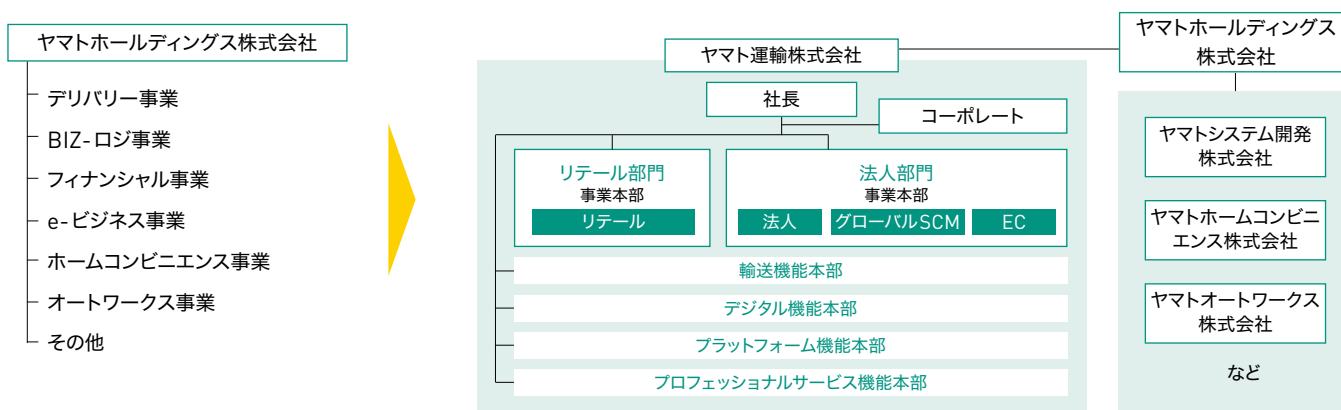 ヤマトホールディングス株式会社
デリバリー事業
BIZ-ロジ事業
フィナンシャル事業
e-ビジネス事業
ホームコンビニエンス事業
オートワークス事業
その他
ヤマト運輸株式会社
社長
コーポレート
リテール部門
事業本部
リテール
法人部門
事業本部
法人
グローバルSCM
EC
輸送機能本部
デジタル機能本部
プラットフォーム機能本部
プロフェッショナルサービス機能本部
ヤマトホールディングス
株式会社
ヤマトシステム開発
株式会社
ヤマトホームコンビニ
エンス株式会社
ヤマトオートワークス
株式会社
など